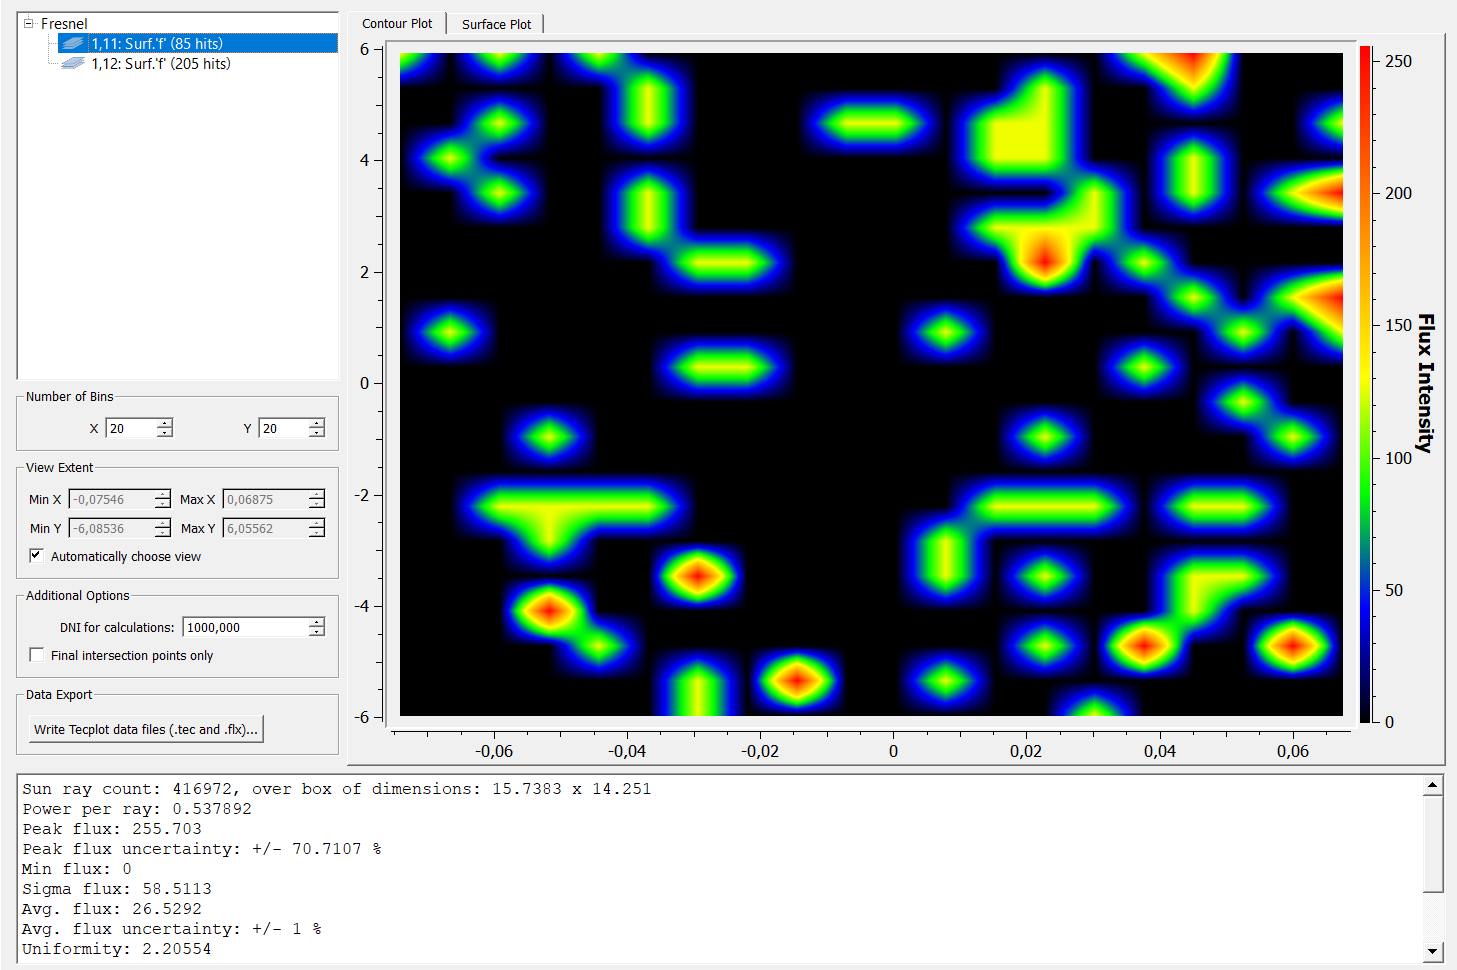 Fresnel
1,11: Surf.'f' (85 hits)
1,12: Surf.'f' (205 hits)
Number of Bins
X 20 Y 20
View Extent
Min X -0,07546 Max X 0,06875
Min Y -6,08536 Max Y 6,05562
Automatically choose view
Additional Options
DNI for calculations: 1000,000
Final intersection points only
Data Export
Write Tecplot data files (.tec and .flx)...
Contour Plot Surface Plot
6
4
2
0
-2
-4
-6
-0,06 -0,04 -0,02 0 0,02 0,04 0,06
250
200
150
100
50
0
Flux Intensity
Sun ray count: 416972, over box of dimensions: 15.7383 x 14.251
Power per ray: 0.537892
Peak flux: 255.703
Peak flux uncertainty: +/- 70.7107 %
Min flux: 0
Sigma flux: 58.5113
Avg. flux: 26.5292
Avg. flux uncertainty: +/- 1 %
Uniformity: 2.20554